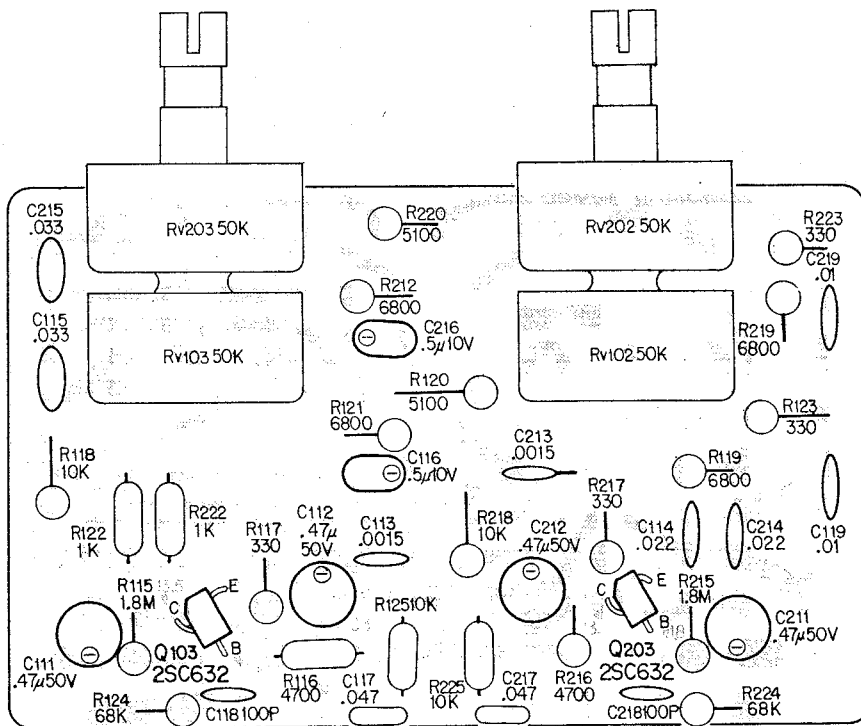 C215
.033
RV203 50K
R220
5100
RV202 50K
R223
330
C219
.01
R212
6800
C115
.033
RV103 50K
C216
.5μ10V
RV102 50K
R219
6800
R120
5100
R121
6800
R123
330
R118
10K
C116
.5μ10V
C213
.0015
R119
6800
R122
1K
R222
1K
R117
330
C112
.47μ
50V
C113
.0015
R218
10K
C212
.47μ50V
R217
330
C114
.022
C214
.022
C119
.01
R115
1.8M
C
E
B
R125 10K
C
E
B
R215
1.8M
C211
.47μ50V
C111
.47μ50V
Q103
2SC632
R116
4700
C117
.047
R225
10K
C217
.047
R216
4700
Q203
2SC632
R124
68K
C118 100P
C218 100P
R224
68K